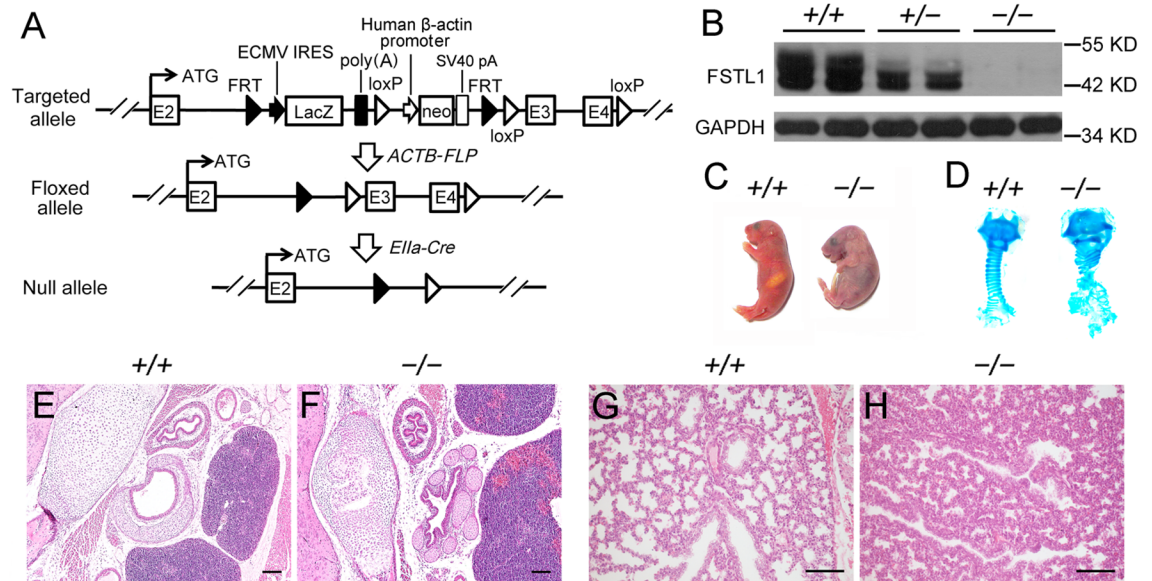 A
Human β-actin
promoter
ECMV IRES
poly(A)
SV40 pA
ATG
FRT
loxP
FRT
loxP
Targeted
allele
E2
LacZ
neo
E3
E4
loxP
ACTB-FLP
ATG
Floxed
allele
E2
E3
E4
EIIa-Cre
ATG
Null allele
E2
B
+/+
+/−
−/−
FSTL1
55 KD
42 KD
GAPDH
34 KD
C
+/+
−/−
D
+/+
−/−
+/+
−/−
+/+
−/−
E
F
G
H